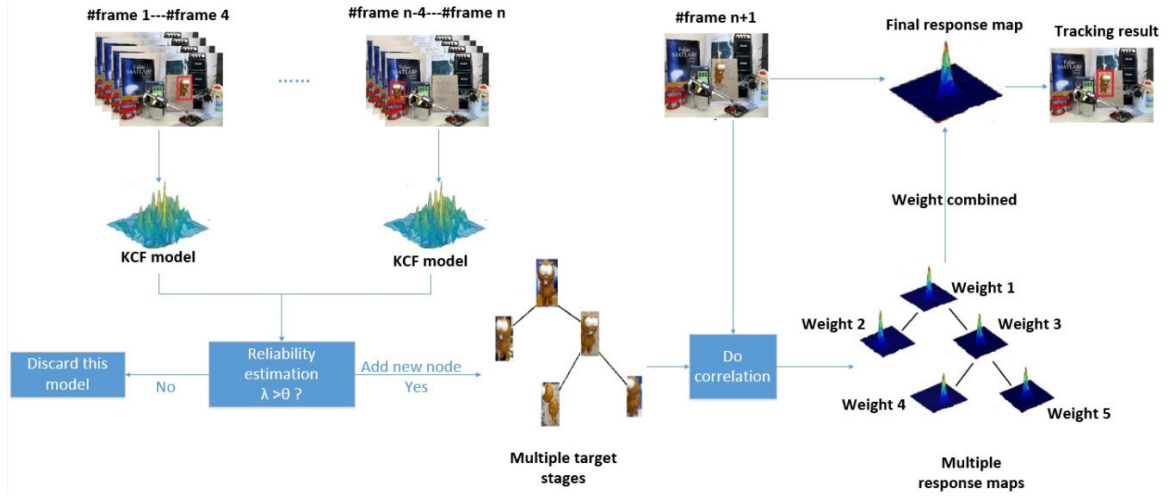 #frame 1---#frame 4
#frame n-4---#frame n
#frame n+1
Final response map
Tracking result
......
KCF model
KCF model
Weight combined
Weight 1
Weight 2
Weight 3
Weight 4
Weight 5
Discard this
model
No
Reliability
estimation
λ >θ ?
Add new node
Yes
Do
correlation
Multiple target
stages
Multiple
response maps